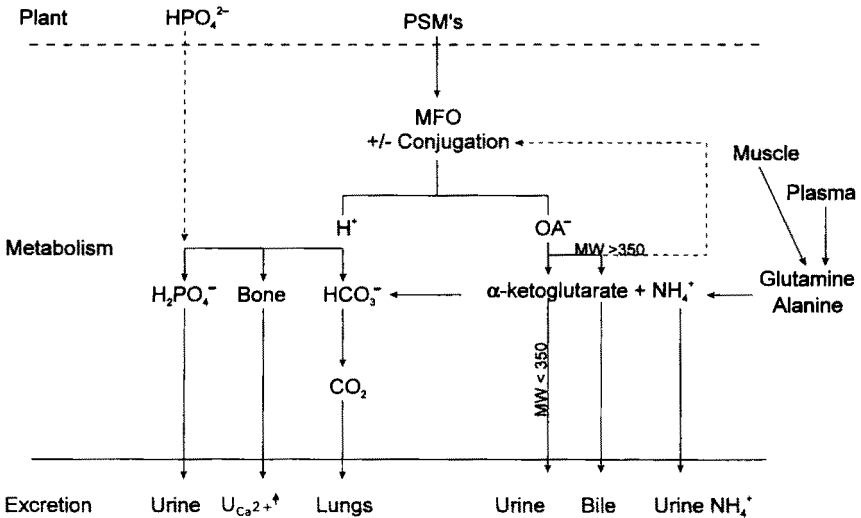 Plant HPO₄²⁻ PSM's
MFO
+/- Conjugation
Muscle
Plasma
H⁺ OA⁻
MW >350
Metabolism
H₂PO₄⁻ Bone HCO₃⁻ α-ketoglutarate + NH₄⁺ Glutamine
Alanine
MW < 350
CO₂
Excretion Urine U_Ca2+↑ Lungs Urine Bile Urine NH₄⁺